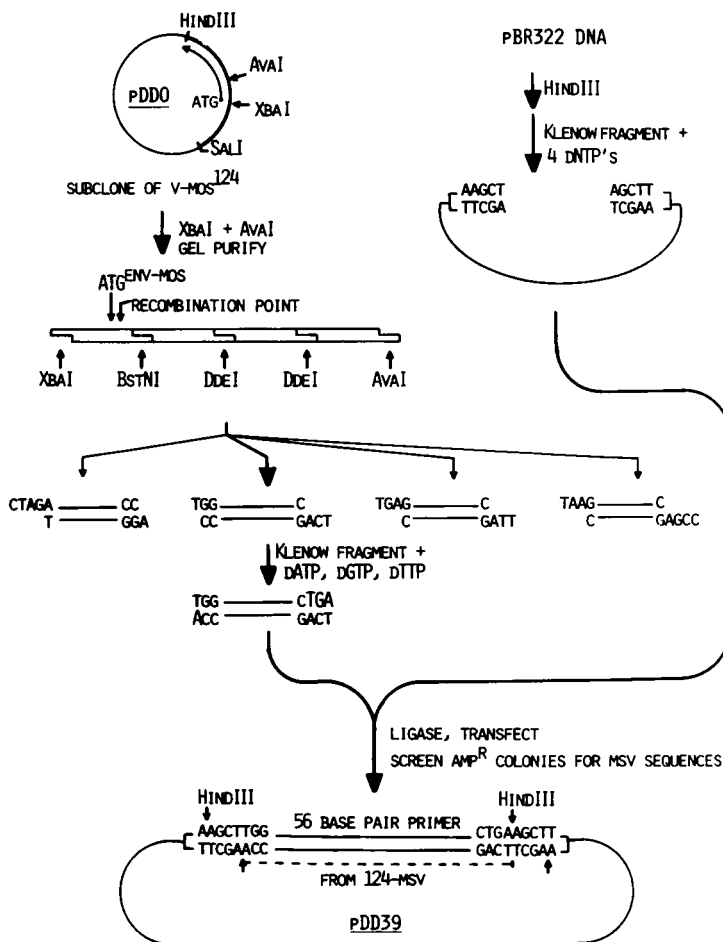 HINDIII
AVAI
PDD0
ATG
XBAI
SALI
SUBCLONE OF V-MOS124
XBAI + AVAI
GEL PURIFY
ATG ENV-MOS
RECOMBINATION POINT
XBAI BSTNI DDEI DDEI AVAI
PBR322 DNA
HINDIII
KLENOW FRAGMENT +
4 DNTP'S
AAGCT AGCTT
TTCGA TCGAA
CTAGA CC TGG C TGAG C TAAG C
T GGA CC GACT C GATT C GAGCC
KLENOW FRAGMENT +
DATP, DGTP, DTTP
TGG CTGA
ACC GACT
LIGASE, TRANSFECT
SCREEN AMPR COLONIES FOR MSV SEQUENCES
HINDIII HINDIII
AAGCTTGG 56 BASE PAIR PRIMER CTGAAGCTT
TTCGAACC GACTTCGAA
FROM 124-MSV
PDD39